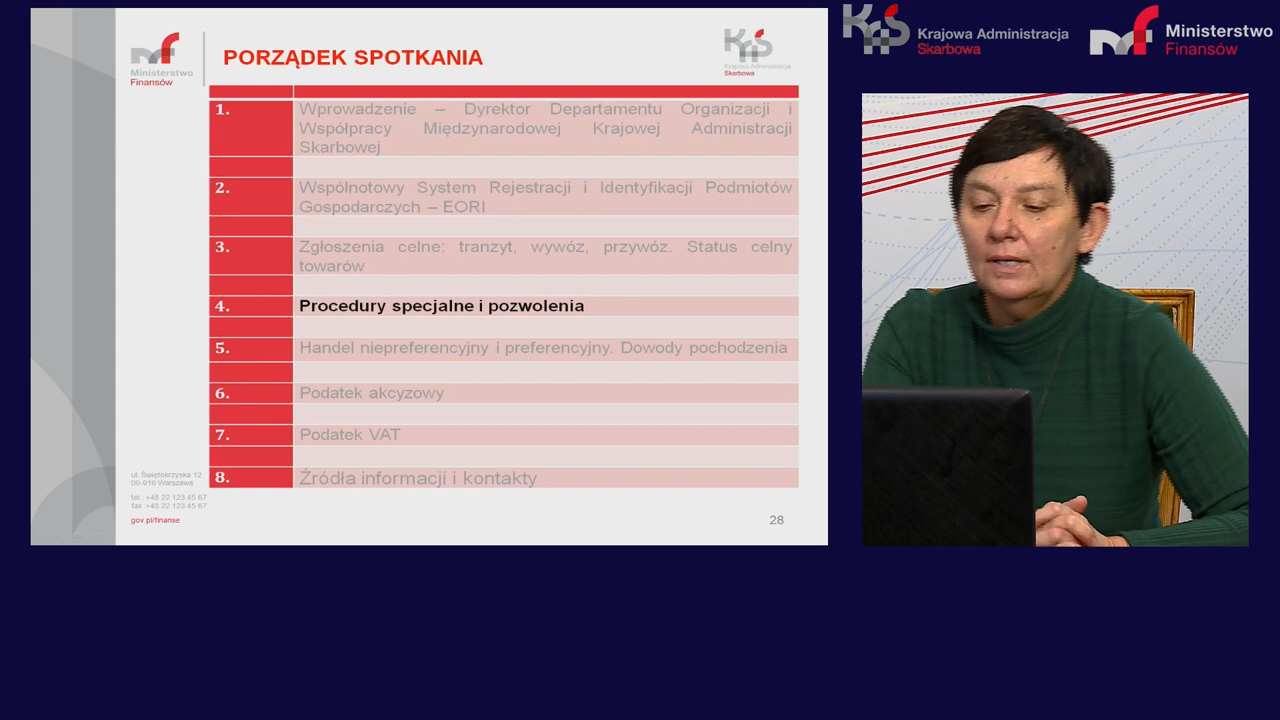 Ministerstwo
Finansów
PORZĄDEK SPOTKANIA
KAS
Krajowa Administracja
Skarbowa
1. Wprowadzenie – Dyrektor Departamentu Organizacji i
Współpracy Międzynarodowej Krajowej Administracji
Skarbowej
2. Wspólnotowy System Rejestracji i Identyfikacji Podmiotów
Gospodarczych – EORI
3. Zgłoszenia celne: tranzyt, wywóz, przywóz. Status celny
towarów
4. Procedury specjalne i pozwolenia
5. Handel niepreferencyjny i preferencyjny. Dowody pochodzenia
6. Podatek akcyzowy
7. Podatek VAT
8. Źródła informacji i kontakty
ul. Świętokrzyska 12
00-916 Warszawa
tel.: +48 22 123 45 67
fax :+48 22 123 45 67
gov.pl/finanse
28
KAS
Krajowa Administracja
Skarbowa
mf
Ministerstwo
Finansów